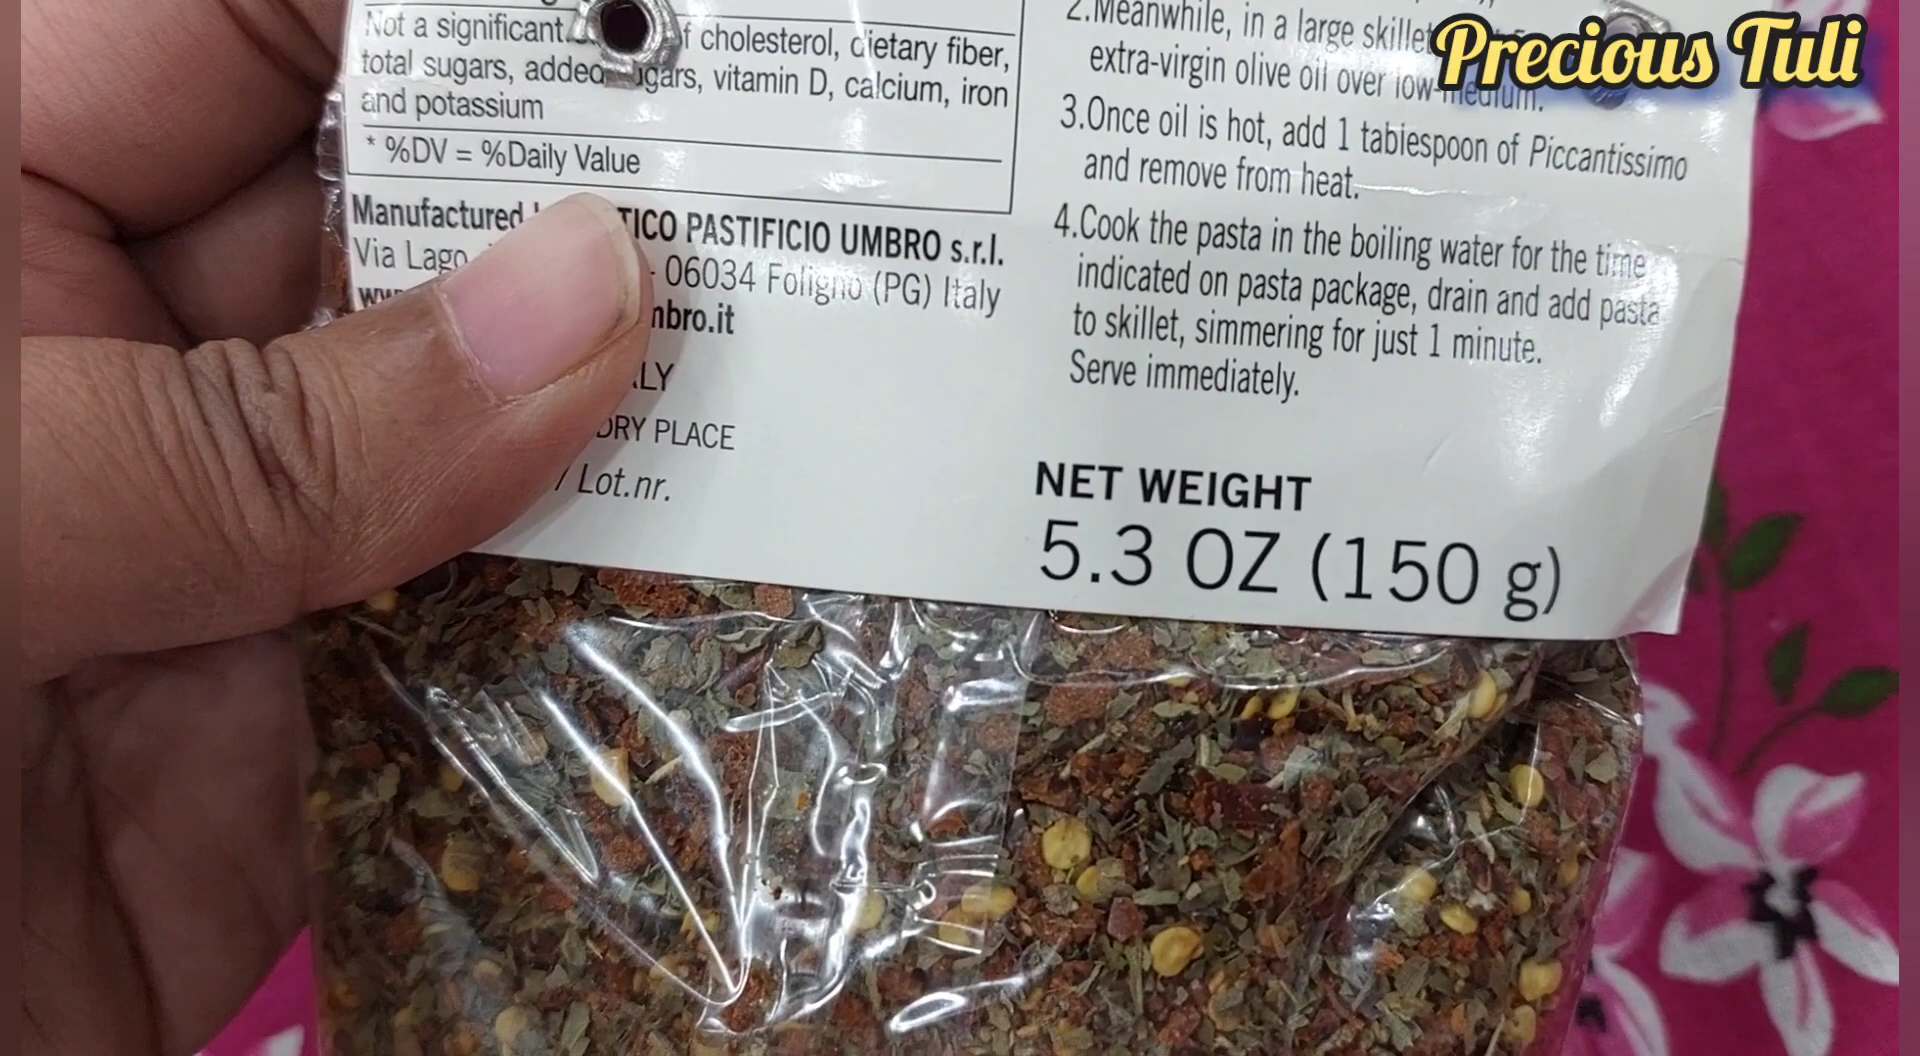 Not a significant f cholesterol, dietary fiber,
total sugars, added sugars, vitamin D, calcium, iron
and potassium
* %DV = %Daily Value
Manufactured TICO PASTIFICIO UMBRO s.r.l.
Via Lago - 06034 Foligno (PG) Italy
mbro.it
ALY
DRY PLACE
/ Lot.nr.
2.Meanwhile, in a large skillet
extra-virgin olive oil over low-medium.
3.Once oil is hot, add 1 tablespoon of Piccantissimo
and remove from heat.
4.Cook the pasta in the boiling water for the time
indicated on pasta package, drain and add pasta
to skillet, simmering for just 1 minute.
Serve immediately.
NET WEIGHT
5.3 OZ (150 g)
Precious Tuli